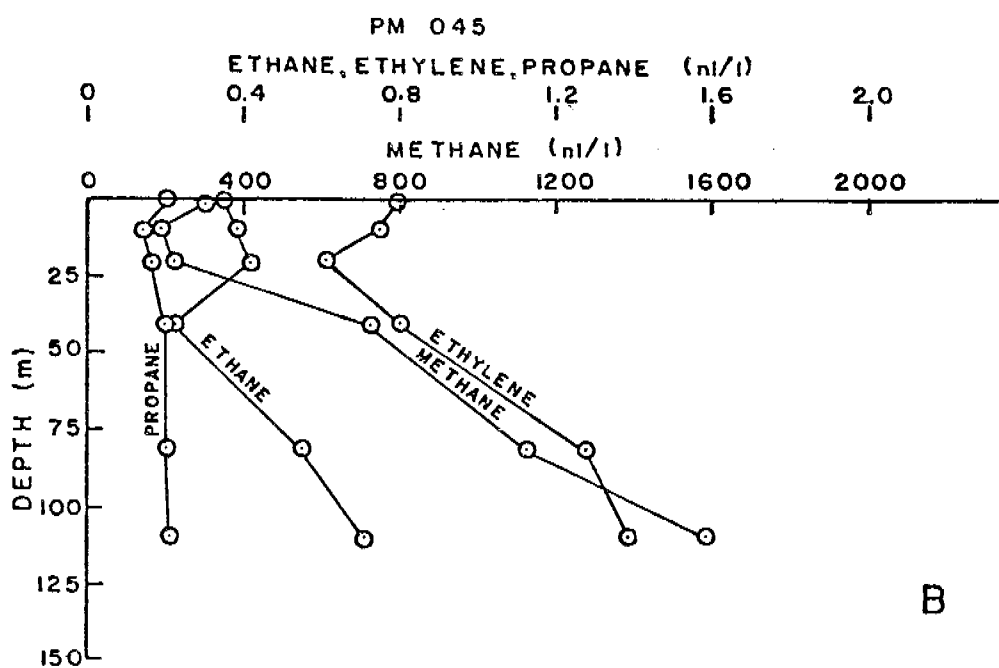 PM 045
ETHANE, ETHYLENE, PROPANE (nl/l)
0 0.4 0.8 1.2 1.6 2.0
METHANE (nl/l)
0 400 800 1200 1600 2000
25
50
75
100
125
150
DEPTH (m)
PROPANE
ETHANE
ETHYLENE
METHANE
B